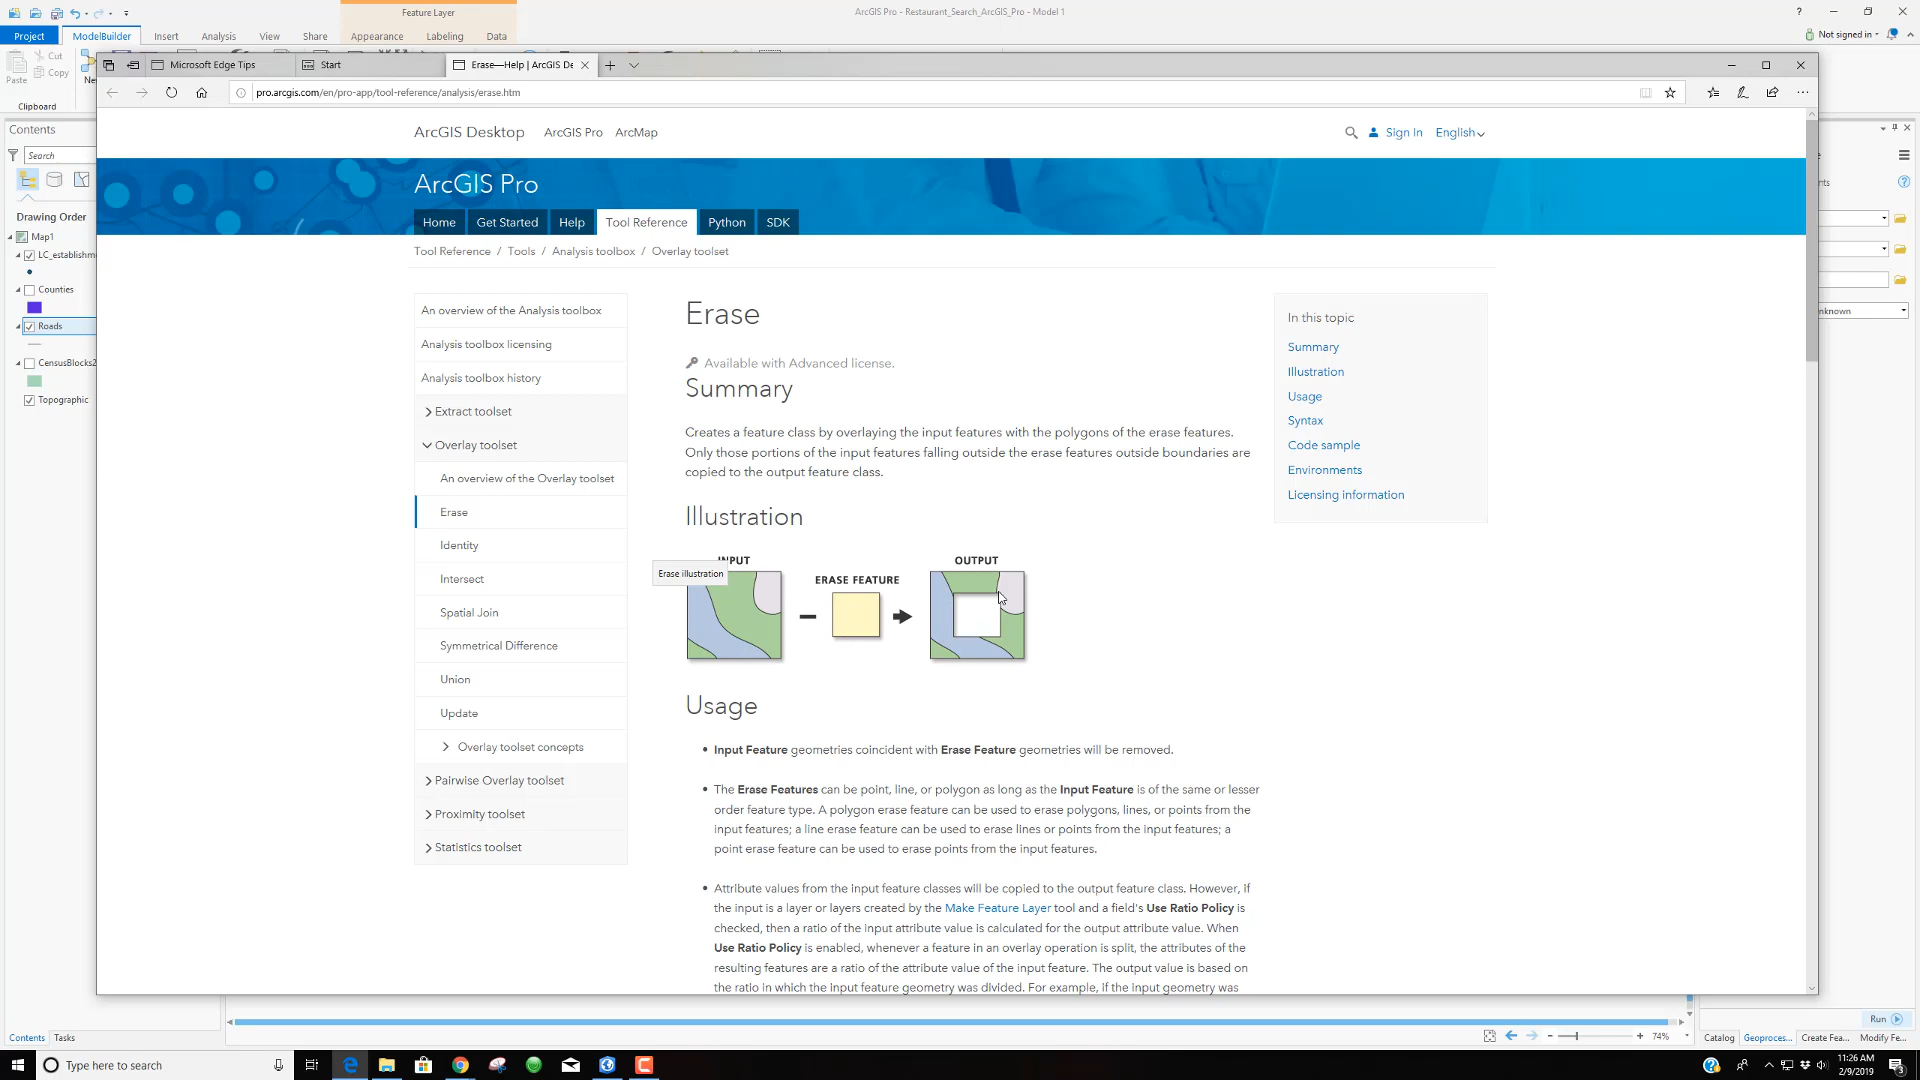 Feature Layer
ArcGIS Pro - Restaurant_Search_ArcGIS_Pro - Model 1
Project ModelBuilder Insert Analysis View Share Appearance Labeling Data
Not signed in
Cut
Copy
Paste
Clipboard
Microsoft Edge Tips
Start
Erase—Help | ArcGIS De
pro.arcgis.com/en/pro-app/tool-reference/analysis/erase.htm
Contents
Search
Drawing Order
Map1
LC_establishm
Counties
Roads
CensusBlocks2
Topographic
ArcGIS Desktop ArcGIS Pro ArcMap
Sign In English
ArcGIS Pro
Home Get Started Help Tool Reference Python SDK
Tool Reference / Tools / Analysis toolbox / Overlay toolset
An overview of the Analysis toolbox
Analysis toolbox licensing
Analysis toolbox history
Extract toolset
Overlay toolset
An overview of the Overlay toolset
Erase
Identity
Intersect
Spatial Join
Symmetrical Difference
Union
Update
Overlay toolset concepts
Pairwise Overlay toolset
Proximity toolset
Statistics toolset
Erase
Available with Advanced license.
Summary
Creates a feature class by overlaying the input features with the polygons of the erase features.
Only those portions of the input features falling outside the erase features outside boundaries are
copied to the output feature class.
Illustration
INPUT
Erase illustration
ERASE FEATURE
OUTPUT
Usage
• Input Feature geometries coincident with Erase Feature geometries will be removed.
• The Erase Features can be point, line, or polygon as long as the Input Feature is of the same or lesser
order feature type. A polygon erase feature can be used to erase polygons, lines, or points from the
input features; a line erase feature can be used to erase lines or points from the input features; a
point erase feature can be used to erase points from the input features.
• Attribute values from the input feature classes will be copied to the output feature class. However, if
the input is a layer or layers created by the Make Feature Layer tool and a field's Use Ratio Policy is
checked, then a ratio of the input attribute value is calculated for the output attribute value. When
Use Ratio Policy is enabled, whenever a feature in an overlay operation is split, the attributes of the
resulting features are a ratio of the attribute value of the input feature. The output value is based on
the ratio in which the input feature geometry was divided. For example, if the input geometry was
In this topic
Summary
Illustration
Usage
Syntax
Code sample
Environments
Licensing information
nknown
Run
Contents Tasks
74%
Catalog Geoproces... Create Fea... Modify Fe...
Type here to search
11:26 AM
2/9/2019